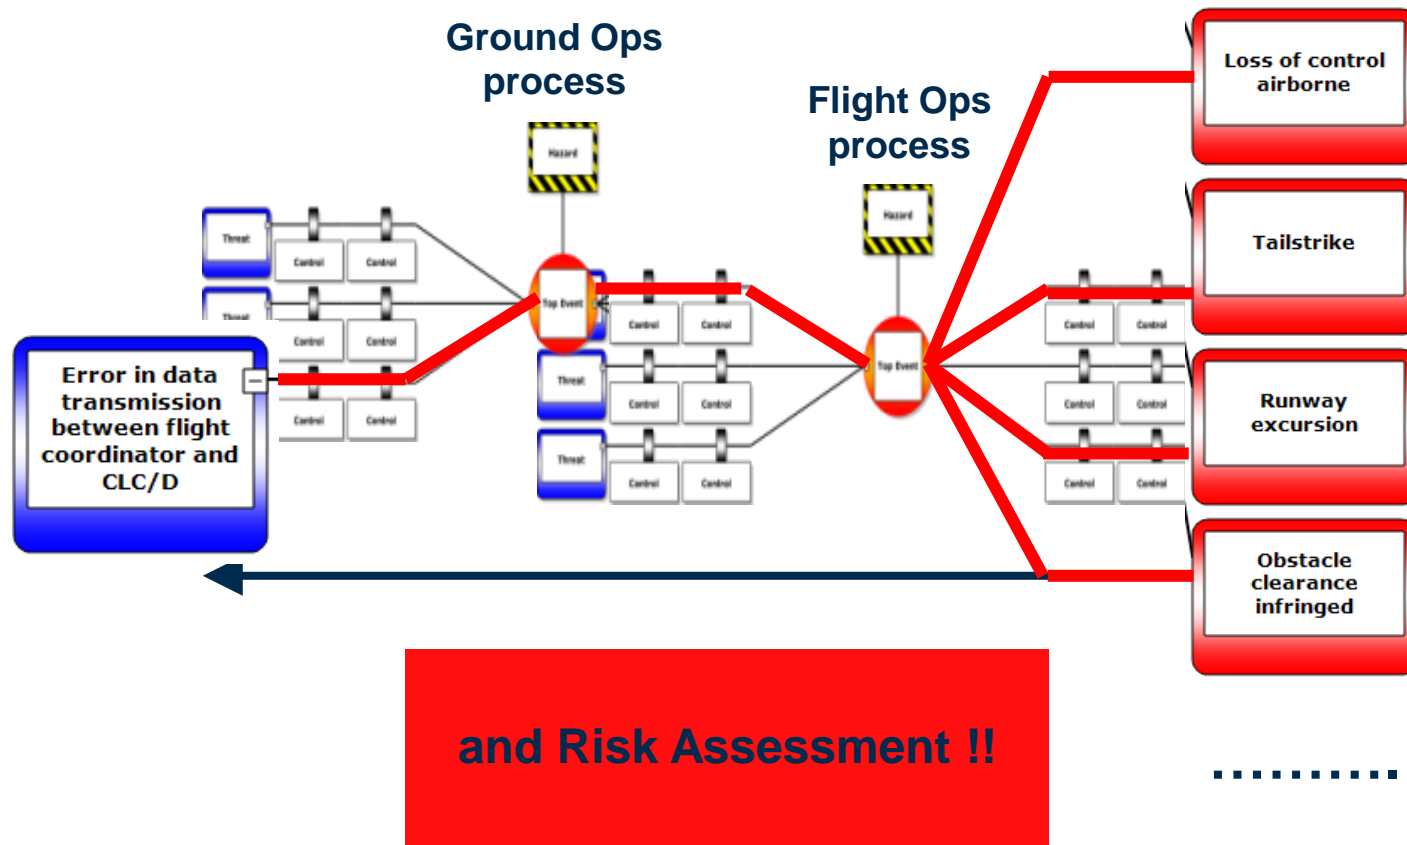 Ground Ops
process
Flight Ops
process
Hazard
Hazard
Loss of control
airborne
Tailstrike
Runway
excursion
Obstacle
clearance
infringed
Threat
Control
Control
Threat
Control
Control
Error in data
transmission
between flight
coordinator and
CLC/D
Control
Control
Top Event
Control
Control
Threat
Control
Control
Threat
Control
Control
Top Event
Control
Control
Control
Control
Control
Control
and Risk Assessment !!